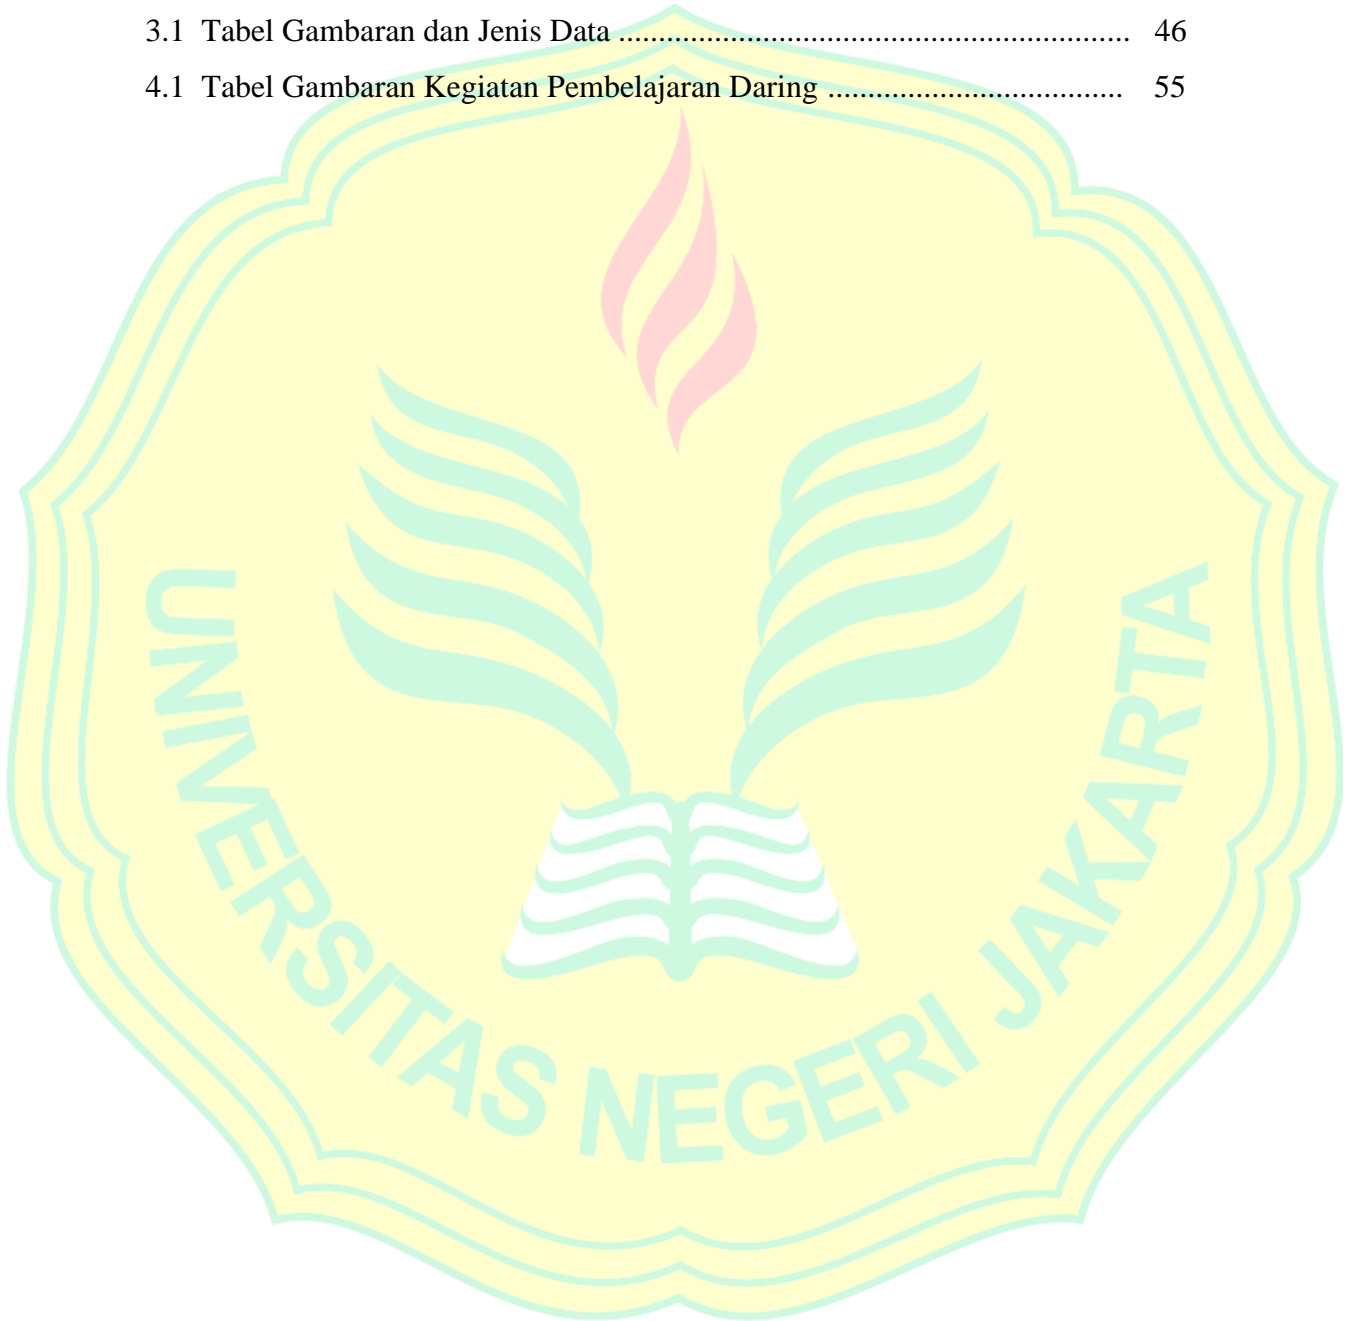 3.1 Tabel Gambaran dan Jenis Data ................................................................ 46
4.1 Tabel Gambaran Kegiatan Pembelajaran Daring ..................................... 55
UNIVERSITAS NEGERI JAKARTA